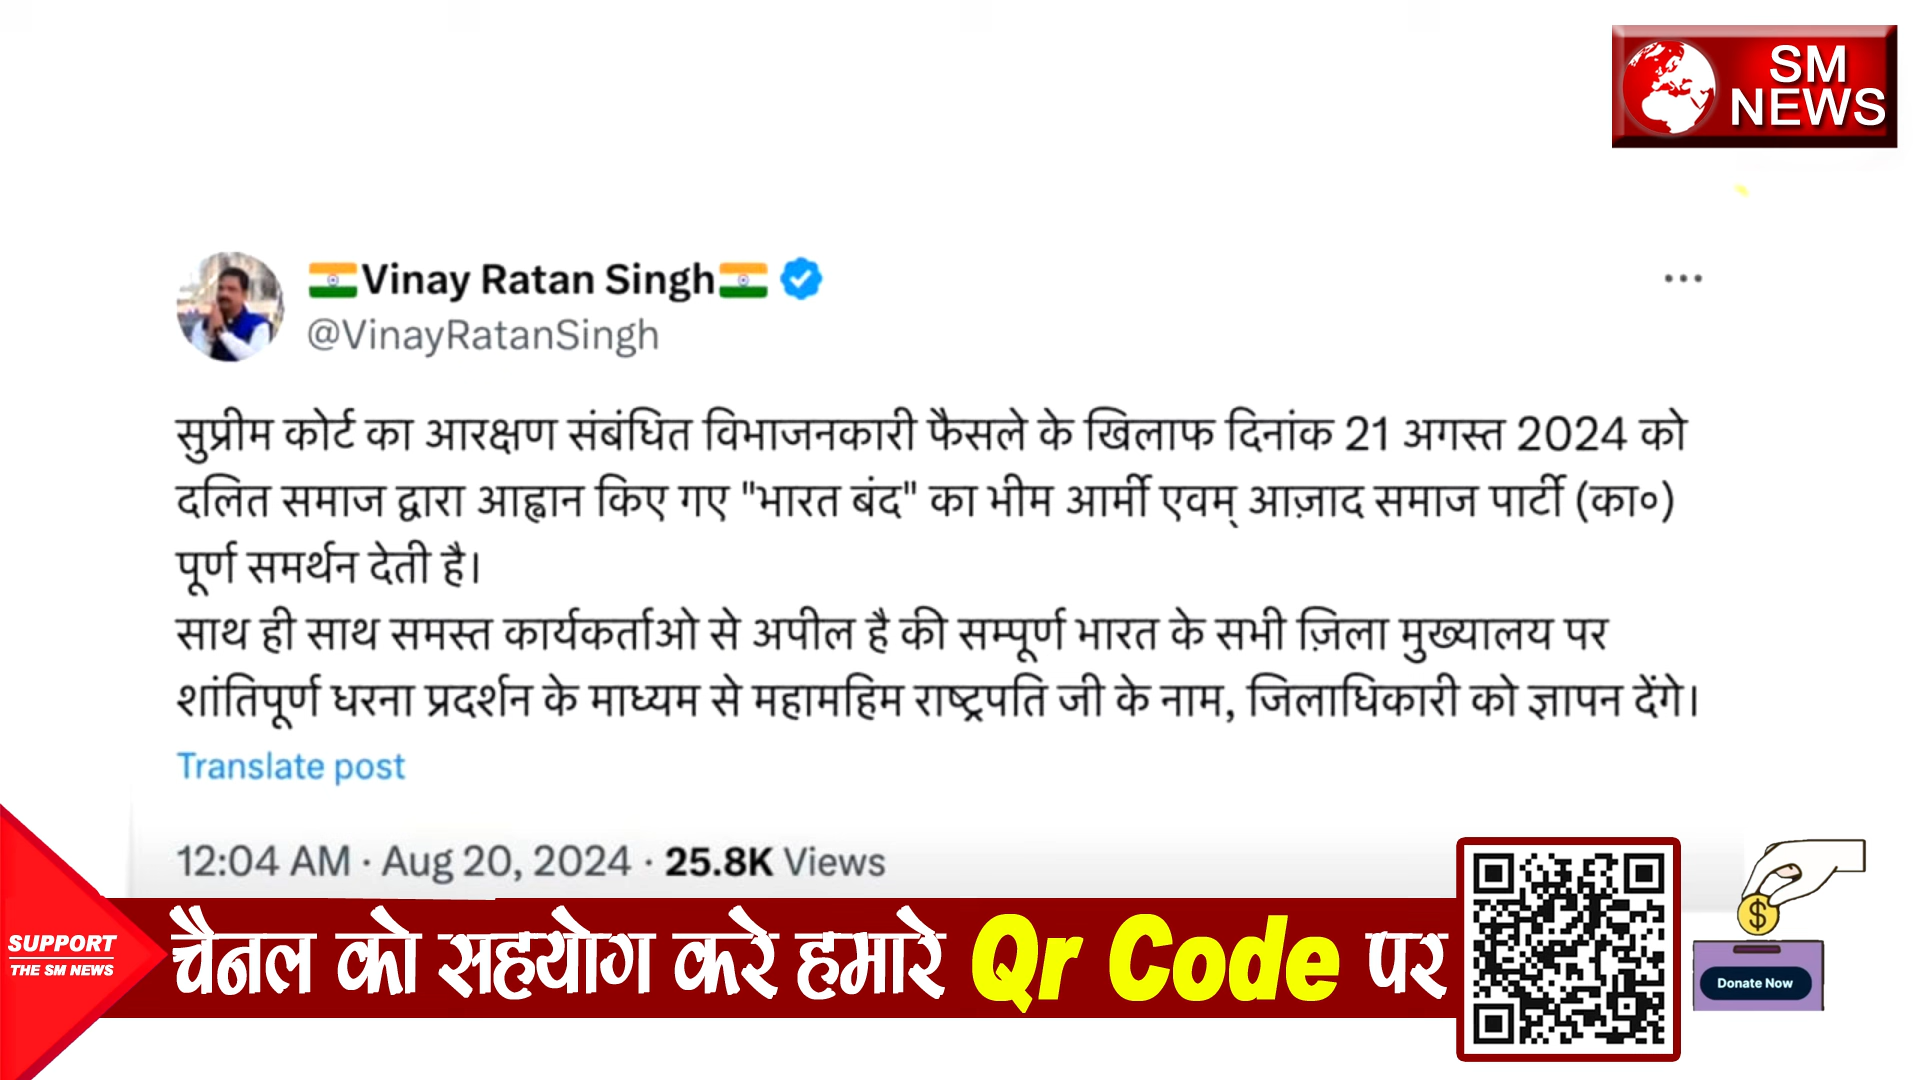 SM
NEWS
🇮🇳Vinay Ratan Singh🇮🇳
@VinayRatanSingh
सुप्रीम कोर्ट का आरक्षण संबंधित विभाजनकारी फैसले के खिलाफ दिनांक 21 अगस्त 2024 को
दलित समाज द्वारा आह्वान किए गए "भारत बंद" का भीम आर्मी एवम् आज़ाद समाज पार्टी (का०)
पूर्ण समर्थन देती है।
साथ ही साथ समस्त कार्यकर्ताओ से अपील है की सम्पूर्ण भारत के सभी ज़िला मुख्यालय पर
शांतिपूर्ण धरना प्रदर्शन के माध्यम से महामहिम राष्ट्रपति जी के नाम, जिलाधिकारी को ज्ञापन देंगे।
Translate post
12:04 AM · Aug 20, 2024 · 25.8K Views
SUPPORT
THE SM NEWS
चैनल को सहयोग करे हमारे Qr Code पर
Donate Now